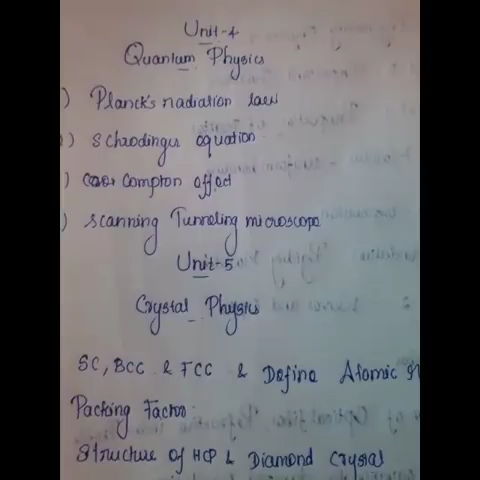 Unit-4
Quantum Physics
) Planck's radiation law
) Schrodinger equation
) Compton effect
) Scanning Tunneling microscope
Unit-5
Crystal Physics
SC, BCC & FCC & Define Atomic
Packing Factor:
Structure of HCP & Diamond Crystal